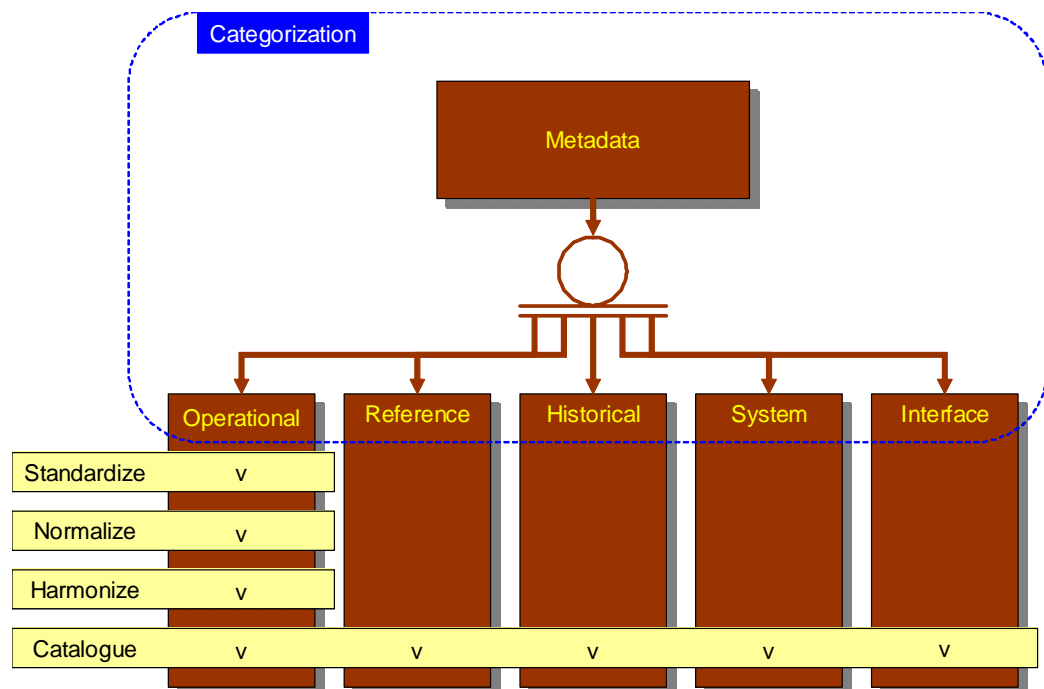 Categorization
Metadata
Operational Reference Historical System Interface
Standardize v
Normalize v
Harmonize v
Catalogue v v v v v